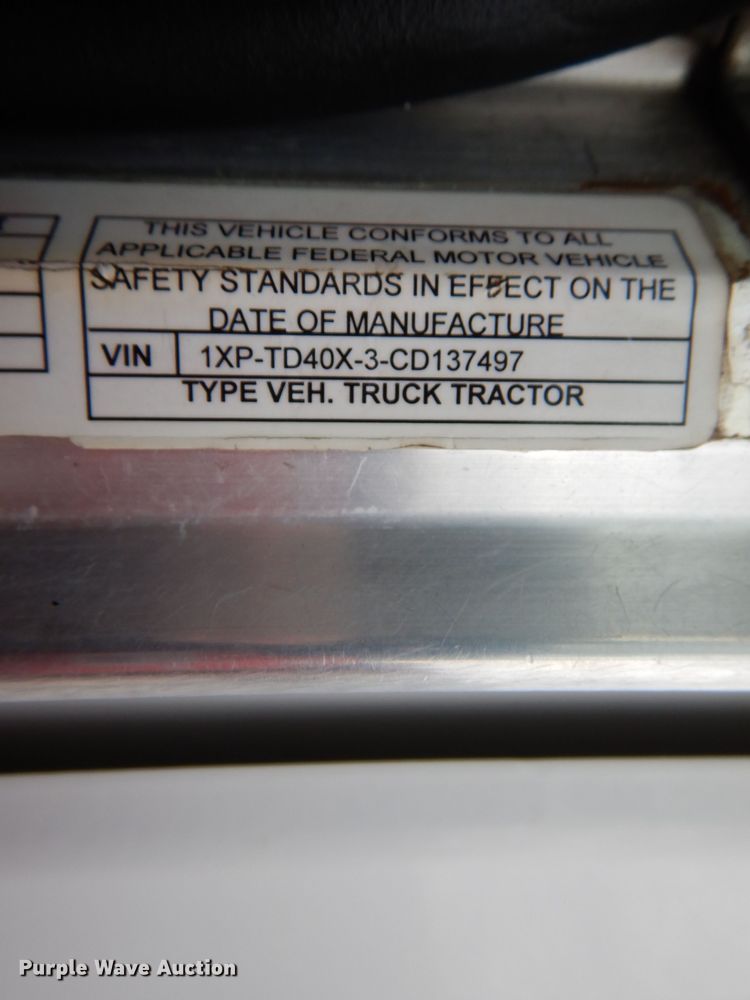 THIS VEHICLE CONFORMS TO ALL
APPLICABLE FEDERAL MOTOR VEHICLE
SAFETY STANDARDS IN EFFECT ON THE
DATE OF MANUFACTURE
VIN 1XP-TD40X-3-CD137497
TYPE VEH. TRUCK TRACTOR
Purple Wave Auction